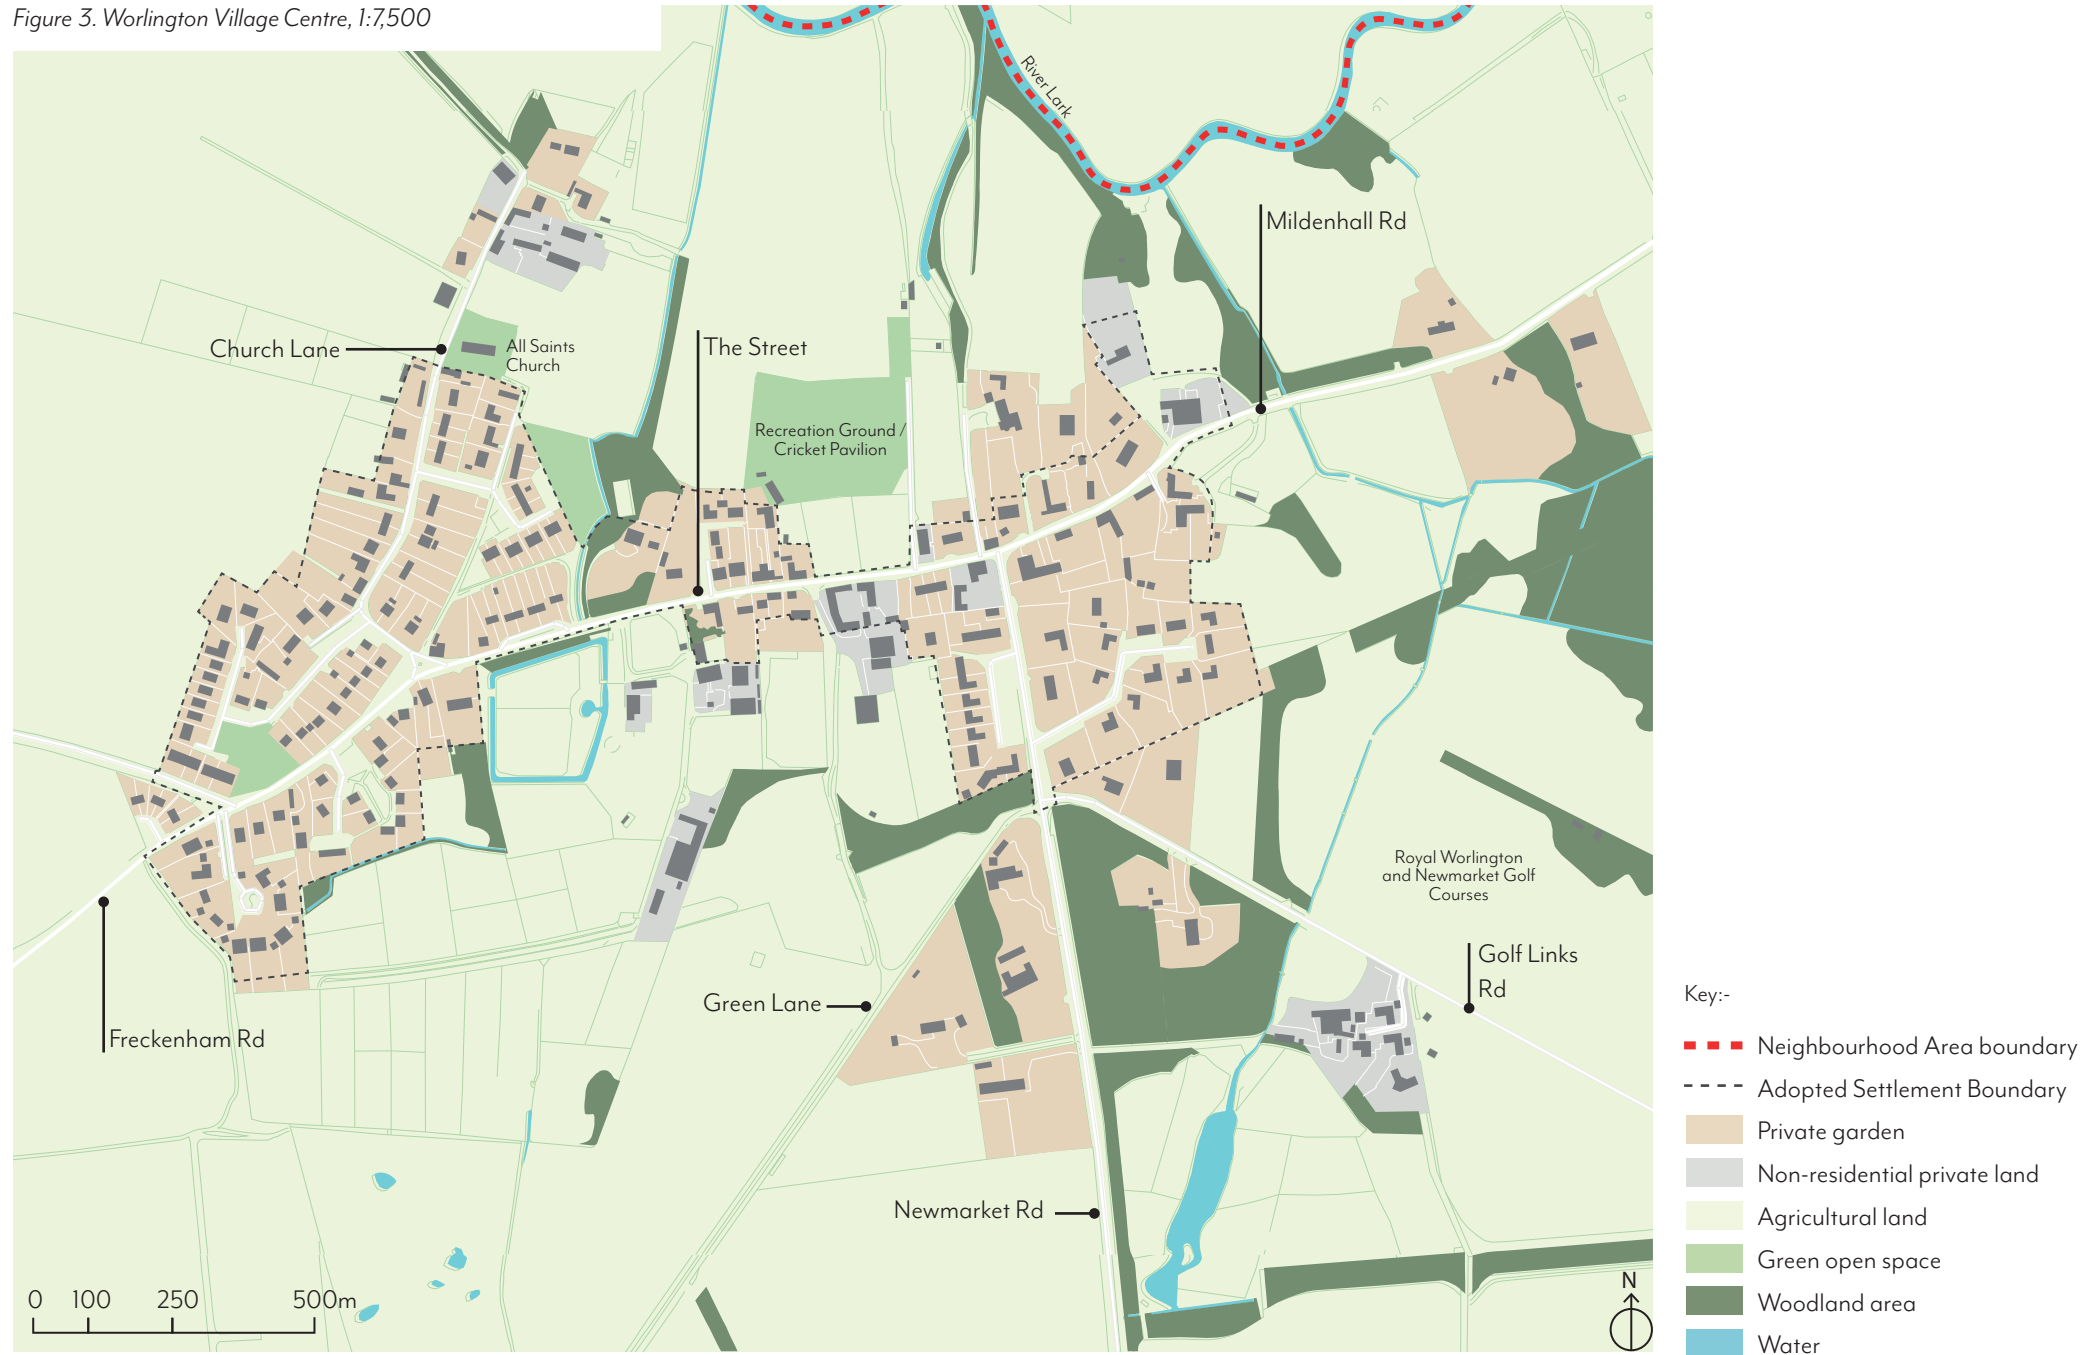 Figure 3. Worlington Village Centre, 1:7,500
River Lark
Mildenhall Rd
Church Lane
All Saints
Church
The Street
Recreation Ground /
Cricket Pavilion
Royal Worlington
and Newmarket Golf
Courses
Golf Links
Rd
Green Lane
Freckenham Rd
Newmarket Rd
0 100 250 500m
N
Key:-
Neighbourhood Area boundary
Adopted Settlement Boundary
Private garden
Non-residential private land
Agricultural land
Green open space
Woodland area
Water